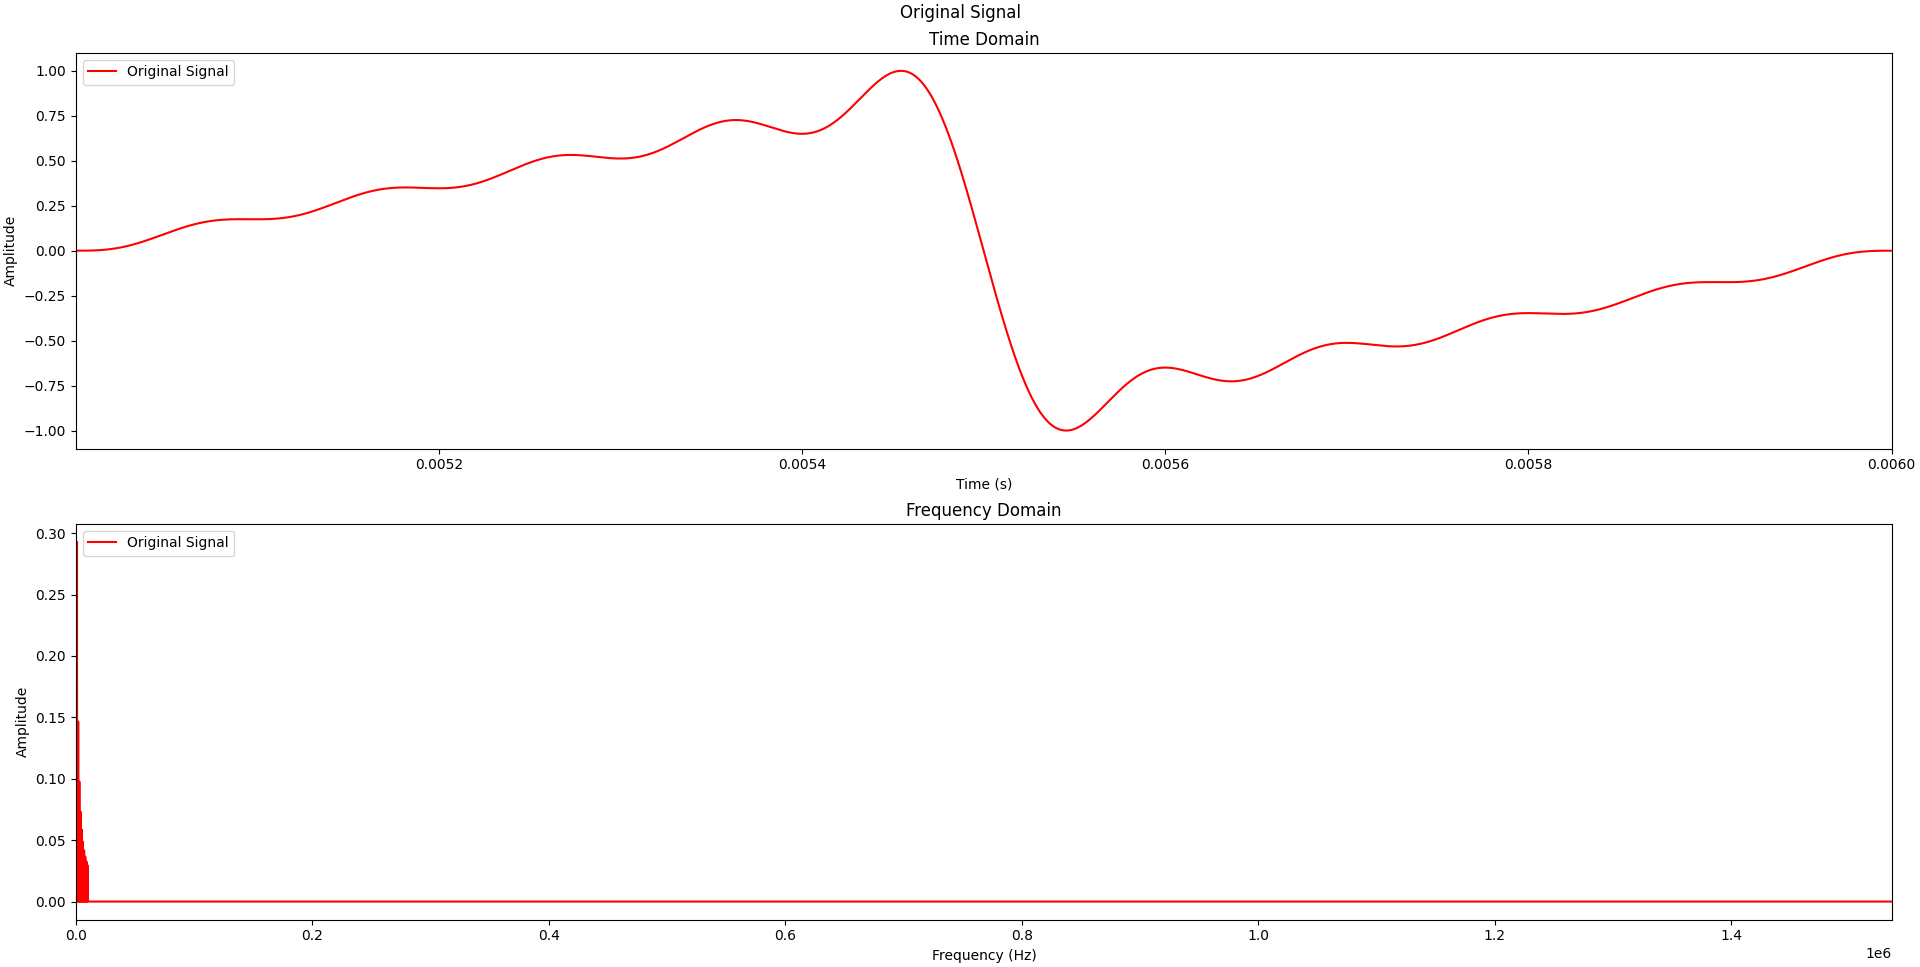 Original Signal
Time Domain
Original Signal
1.00
0.75
0.50
0.25
0.00
−0.25
−0.50
−0.75
−1.00
Amplitude
0.0052 0.0054 0.0056 0.0058 0.0060
Time (s)
Frequency Domain
Original Signal
0.30
0.25
0.20
0.15
0.10
0.05
0.00
Amplitude
0.0 0.2 0.4 0.6 0.8 1.0 1.2 1.4
1e6
Frequency (Hz)